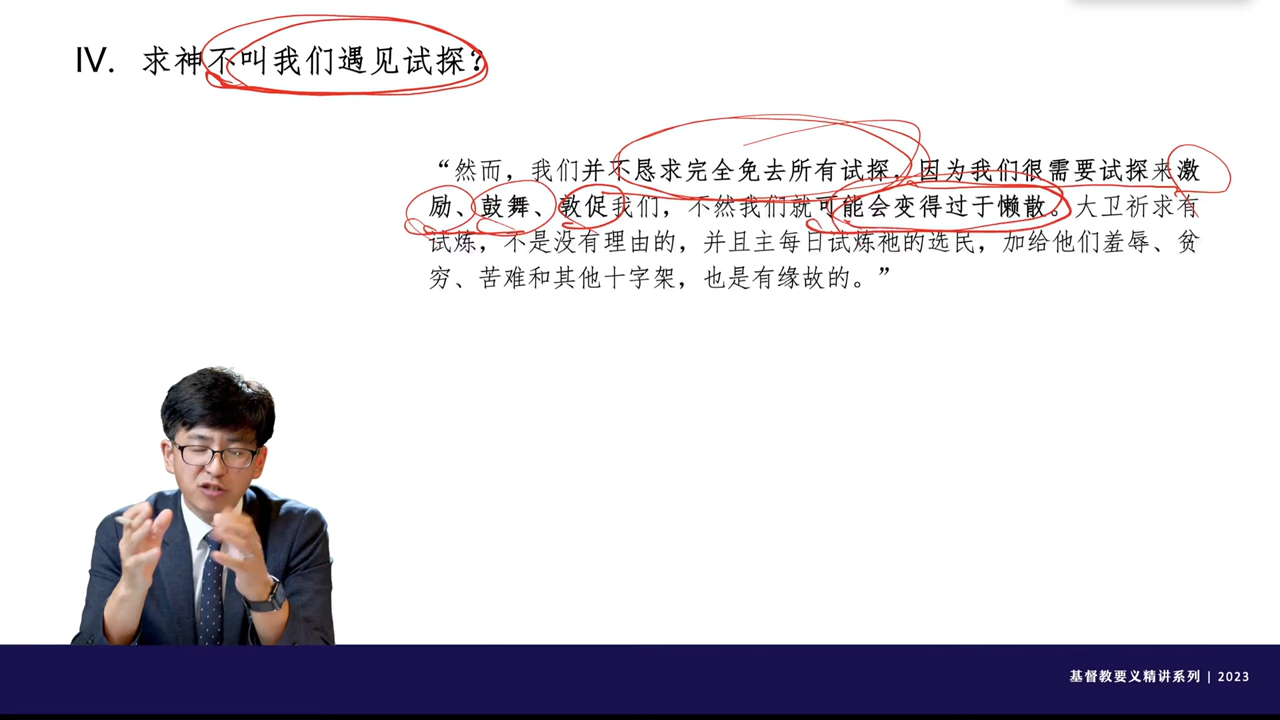 IV. 求神不叫我们遇见试探？
“然而，我们并不恳求完全免去所有试探，因为我们很需要试探来激
励、鼓舞、敦促我们，不然我们就可能会变得过于懒散。大卫祈求有
试炼，不是没有理由的，并且主每日试炼祂的选民，加给他们羞辱、贫
穷、苦难和其他十字架，也是有缘故的。”
基督教要义精讲系列 | 2023